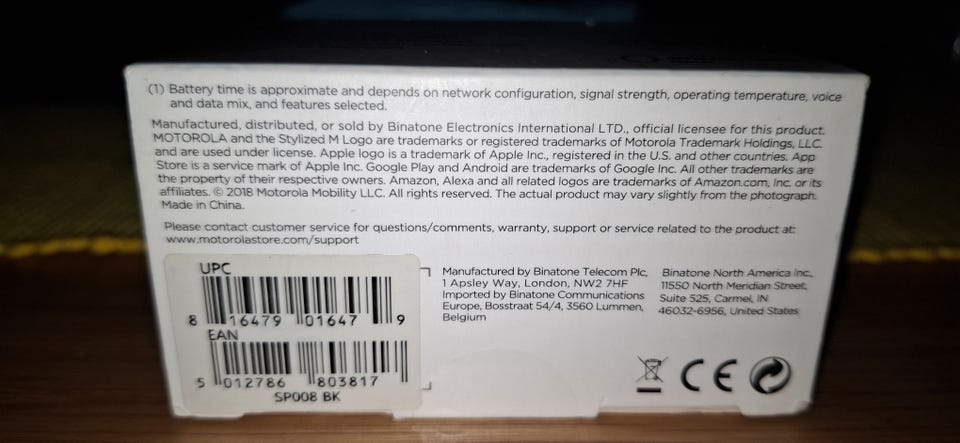 (1) Battery time is approximate and depends on network configuration, signal strength, operating temperature, voice
and data mix, and features selected.
Manufactured, distributed, or sold by Binatone Electronics International LTD., official licensee for this product.
MOTOROLA and the Stylized M Logo are trademarks or registered trademarks of Motorola Trademark Holdings, LLC.
and are used under license. Apple logo is a trademark of Apple Inc., registered in the U.S. and other countries. App
Store is a service mark of Apple Inc. Google Play and Android are trademarks of Google Inc. All other trademarks are
the property of their respective owners. Amazon, Alexa and all related logos are trademarks of Amazon.com, Inc. or its
affiliates. © 2018 Motorola Mobility LLC. All rights reserved. The actual product may vary slightly from the photograph.
Made in China.
Please contact customer service for questions/comments, warranty, support or service related to the product at:
www.motorolastore.com/support
UPC
8 16479 01647 9
EAN
5 012786 803817
SP008 BK
Manufactured by Binatone Telecom Plc,
1 Apsley Way, London, NW2 7HF
Imported by Binatone Communications
Europe, Bosstraat 54/4, 3560 Lummen,
Belgium
Binatone North America Inc.,
11550 North Meridian Street,
Suite 525, Carmel, IN
46032-6956, United States
CE